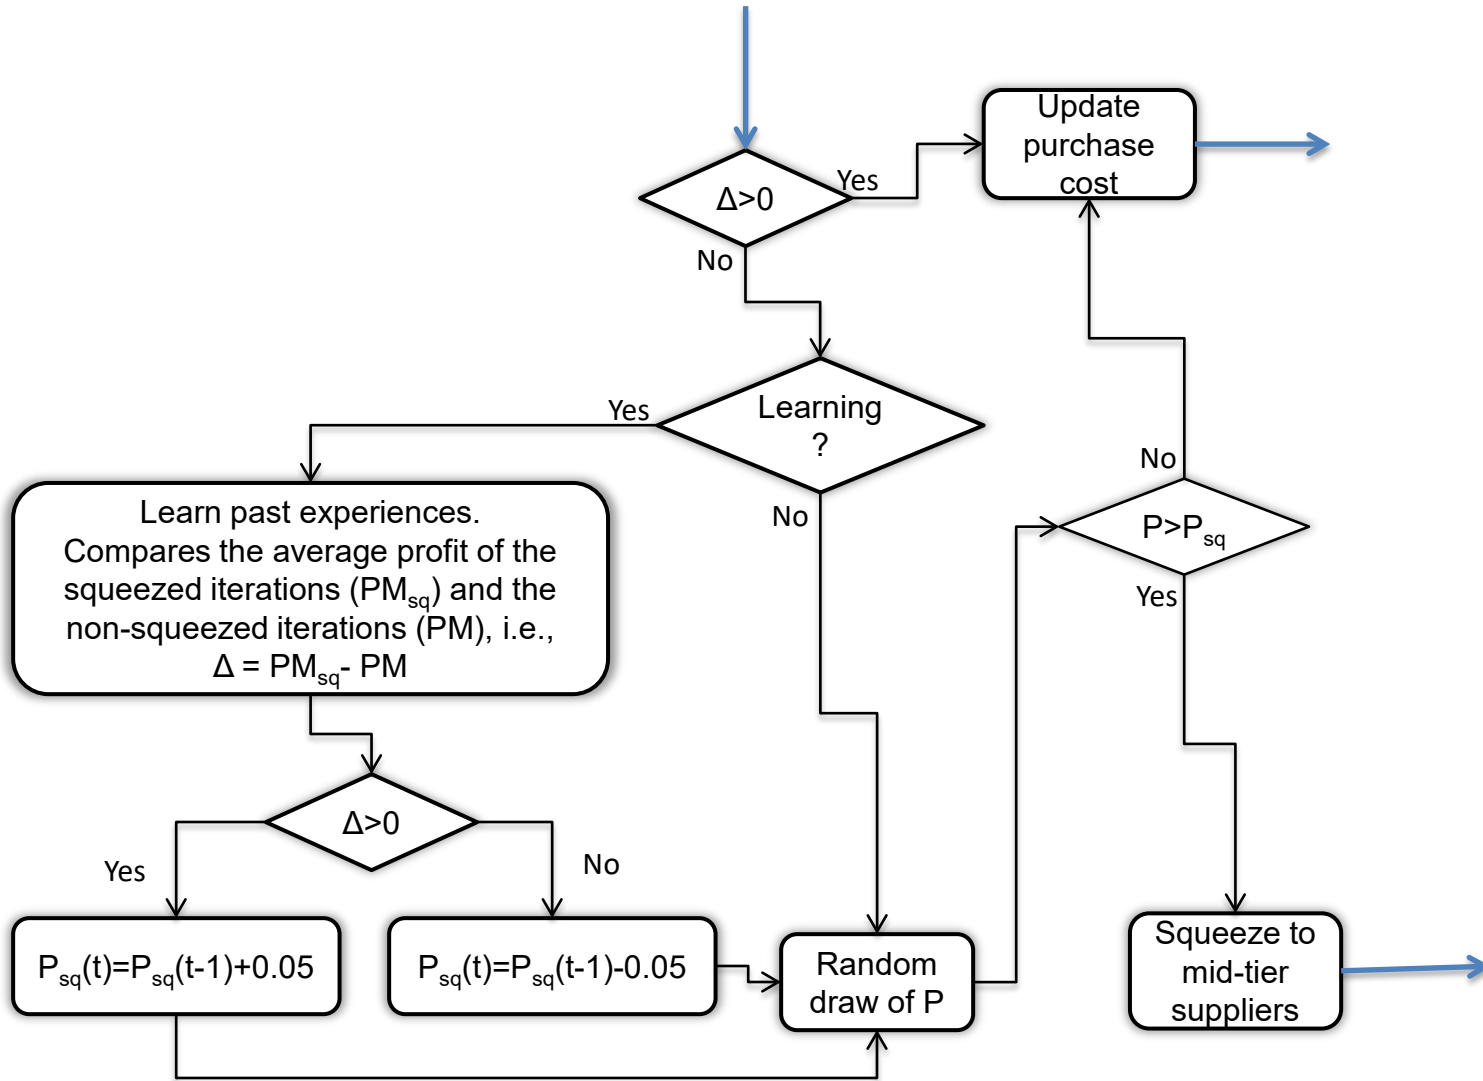 Update
purchase
cost
Yes
Δ>0
No
Learning
?
Yes
No
Learn past experiences.
Compares the average profit of the
squeezed iterations (PMsq) and the
non-squeezed iterations (PM), i.e.,
Δ = PMsq- PM
No
P>Psq
Yes
Δ>0
Yes
No
Psq(t)=Psq(t-1)+0.05
Psq(t)=Psq(t-1)-0.05
Random
draw of P
Squeeze to
mid-tier
suppliers